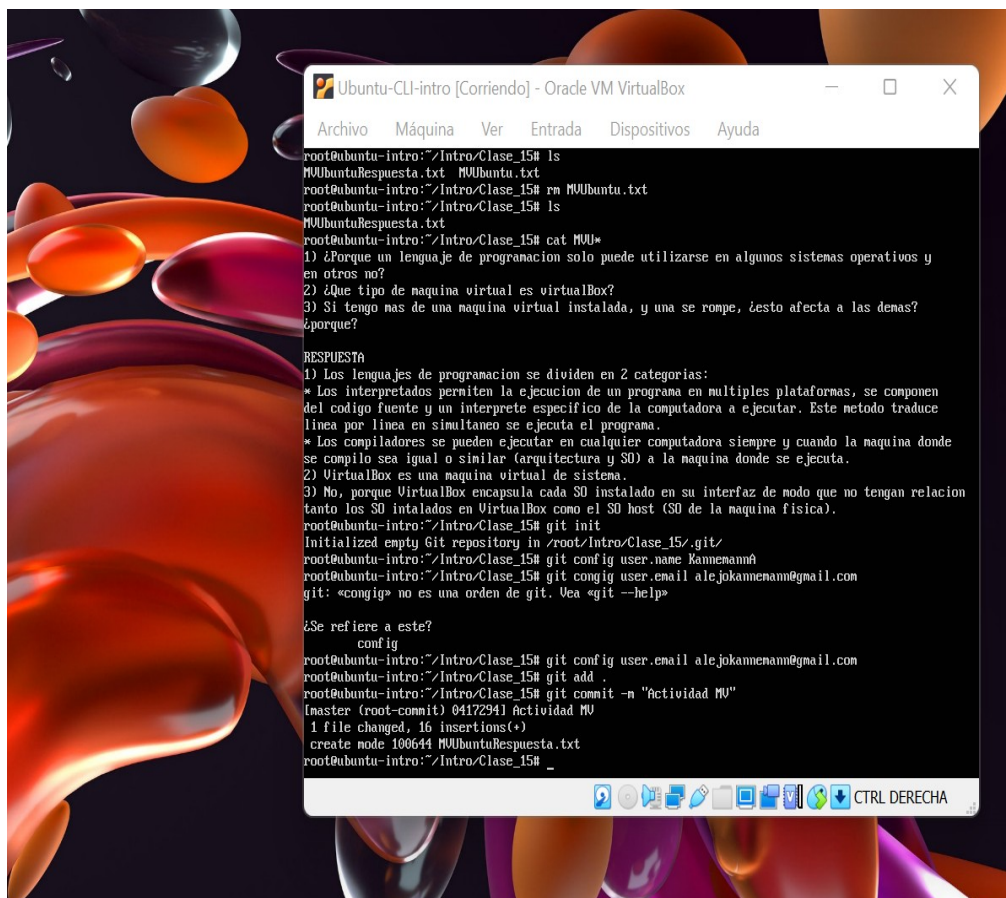 Ubuntu-CLI-intro [Corriendo] - Oracle VM VirtualBox
Archivo Máquina Ver Entrada Dispositivos Ayuda
root@ubuntu-intro:~/Intro/Clase_15# ls
MVUbuntuRespuesta.txt  MVUbuntu.txt
root@ubuntu-intro:~/Intro/Clase_15# rm MVUbuntu.txt
root@ubuntu-intro:~/Intro/Clase_15# ls
MVUbuntuRespuesta.txt
root@ubuntu-intro:~/Intro/Clase_15# cat MVU*
1) ¿Porque un lenguaje de programacion solo puede utilizarse en algunos sistemas operativos y
en otros no?
2) ¿Que tipo de maquina virtual es virtualBox?
3) Si tengo mas de una maquina virtual instalada, y una se rompe, ¿esto afecta a las demas?
¿porque?
RESPUESTA
1) Los lenguajes de programacion se dividen en 2 categorias:
* Los interpretados permiten la ejecucion de un programa en multiples plataformas, se componen
del codigo fuente y un interprete especifico de la computadora a ejecutar. Este metodo traduce
linea por linea en simultaneo se ejecuta el programa.
* Los compiladores se pueden ejecutar en cualquier computadora siempre y cuando la maquina donde
se compilo sea igual o similar (arquitectura y SO) a la maquina donde se ejecuta.
2) VirtualBox es una maquina virtual de sistema.
3) No, porque VirtualBox encapsula cada SO instalado en su interfaz de modo que no tengan relacion
tanto los SO intalados en VirtualBox como el SO host (SO de la maquina fisica).
root@ubuntu-intro:~/Intro/Clase_15# git init
Initialized empty Git repository in /root/Intro/Clase_15/.git/
root@ubuntu-intro:~/Intro/Clase_15# git config user.name KannemannA
root@ubuntu-intro:~/Intro/Clase_15# git congig user.email alejokannemann@gmail.com
git: «congig» no es una orden de git. Vea «git --help»
¿Se refiere a este?
config
root@ubuntu-intro:~/Intro/Clase_15# git config user.email alejokannemann@gmail.com
root@ubuntu-intro:~/Intro/Clase_15# git add .
root@ubuntu-intro:~/Intro/Clase_15# git commit -m "Actividad MV"
[master (root-commit) 0417294] Actividad MV
1 file changed, 16 insertions(+)
create mode 100644 MVUbuntuRespuesta.txt
root@ubuntu-intro:~/Intro/Clase_15# _
CTRL DERECHA